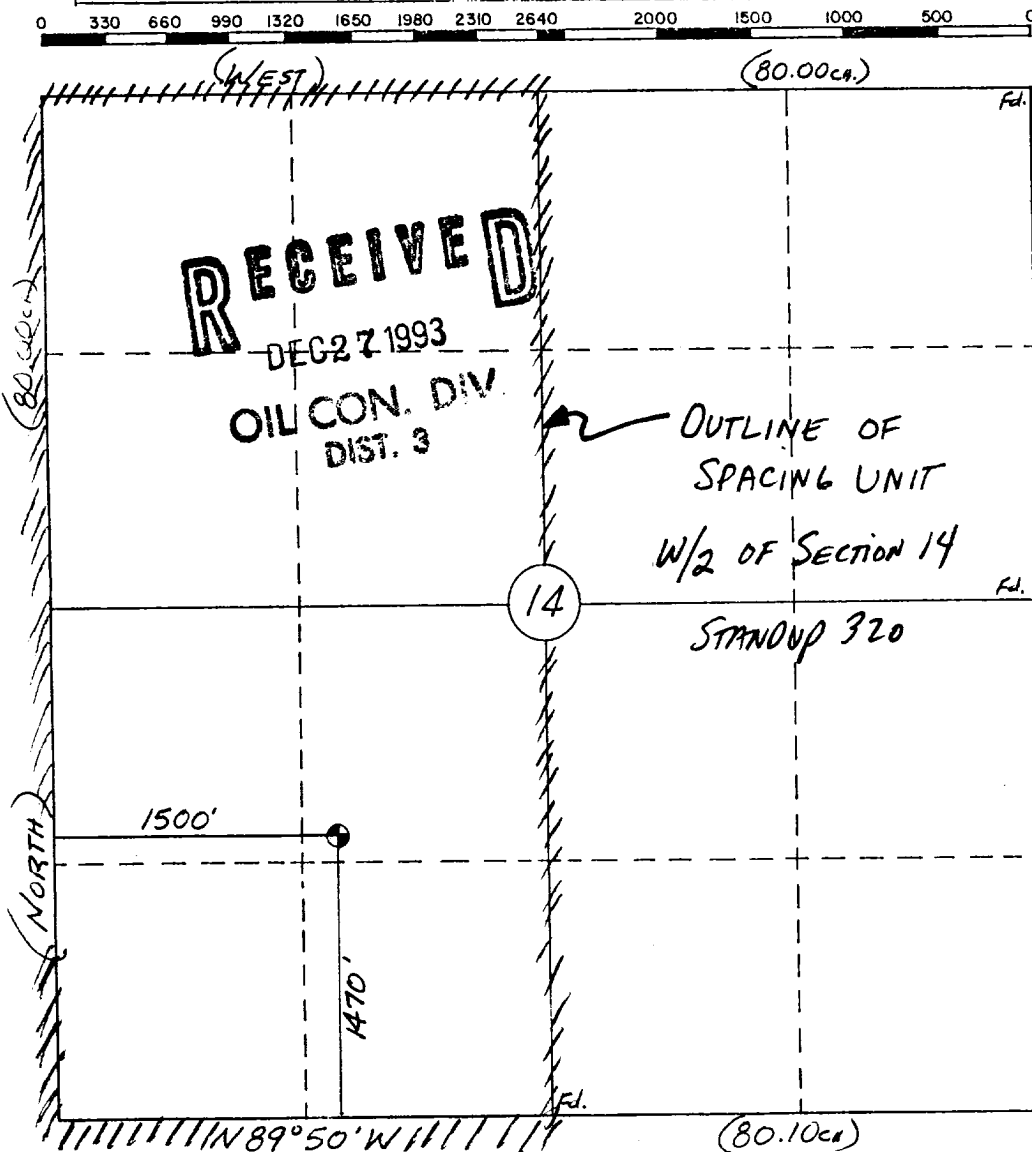 0 330 660 990 1320 1650 1980 2310 2640 2000 1500 1000 500 0
(WEST) (80.00CH.)
Fd.
RECEIVED
DEC 27 1993
OIL CON. DIV.
DIST. 3
OUTLINE OF
SPACING UNIT
W/2 OF SECTION 14
Fd.
14
STANDUP 320
1500'
(NORTH)
1470'
Fd.
N 89°50' W (80.10CH)